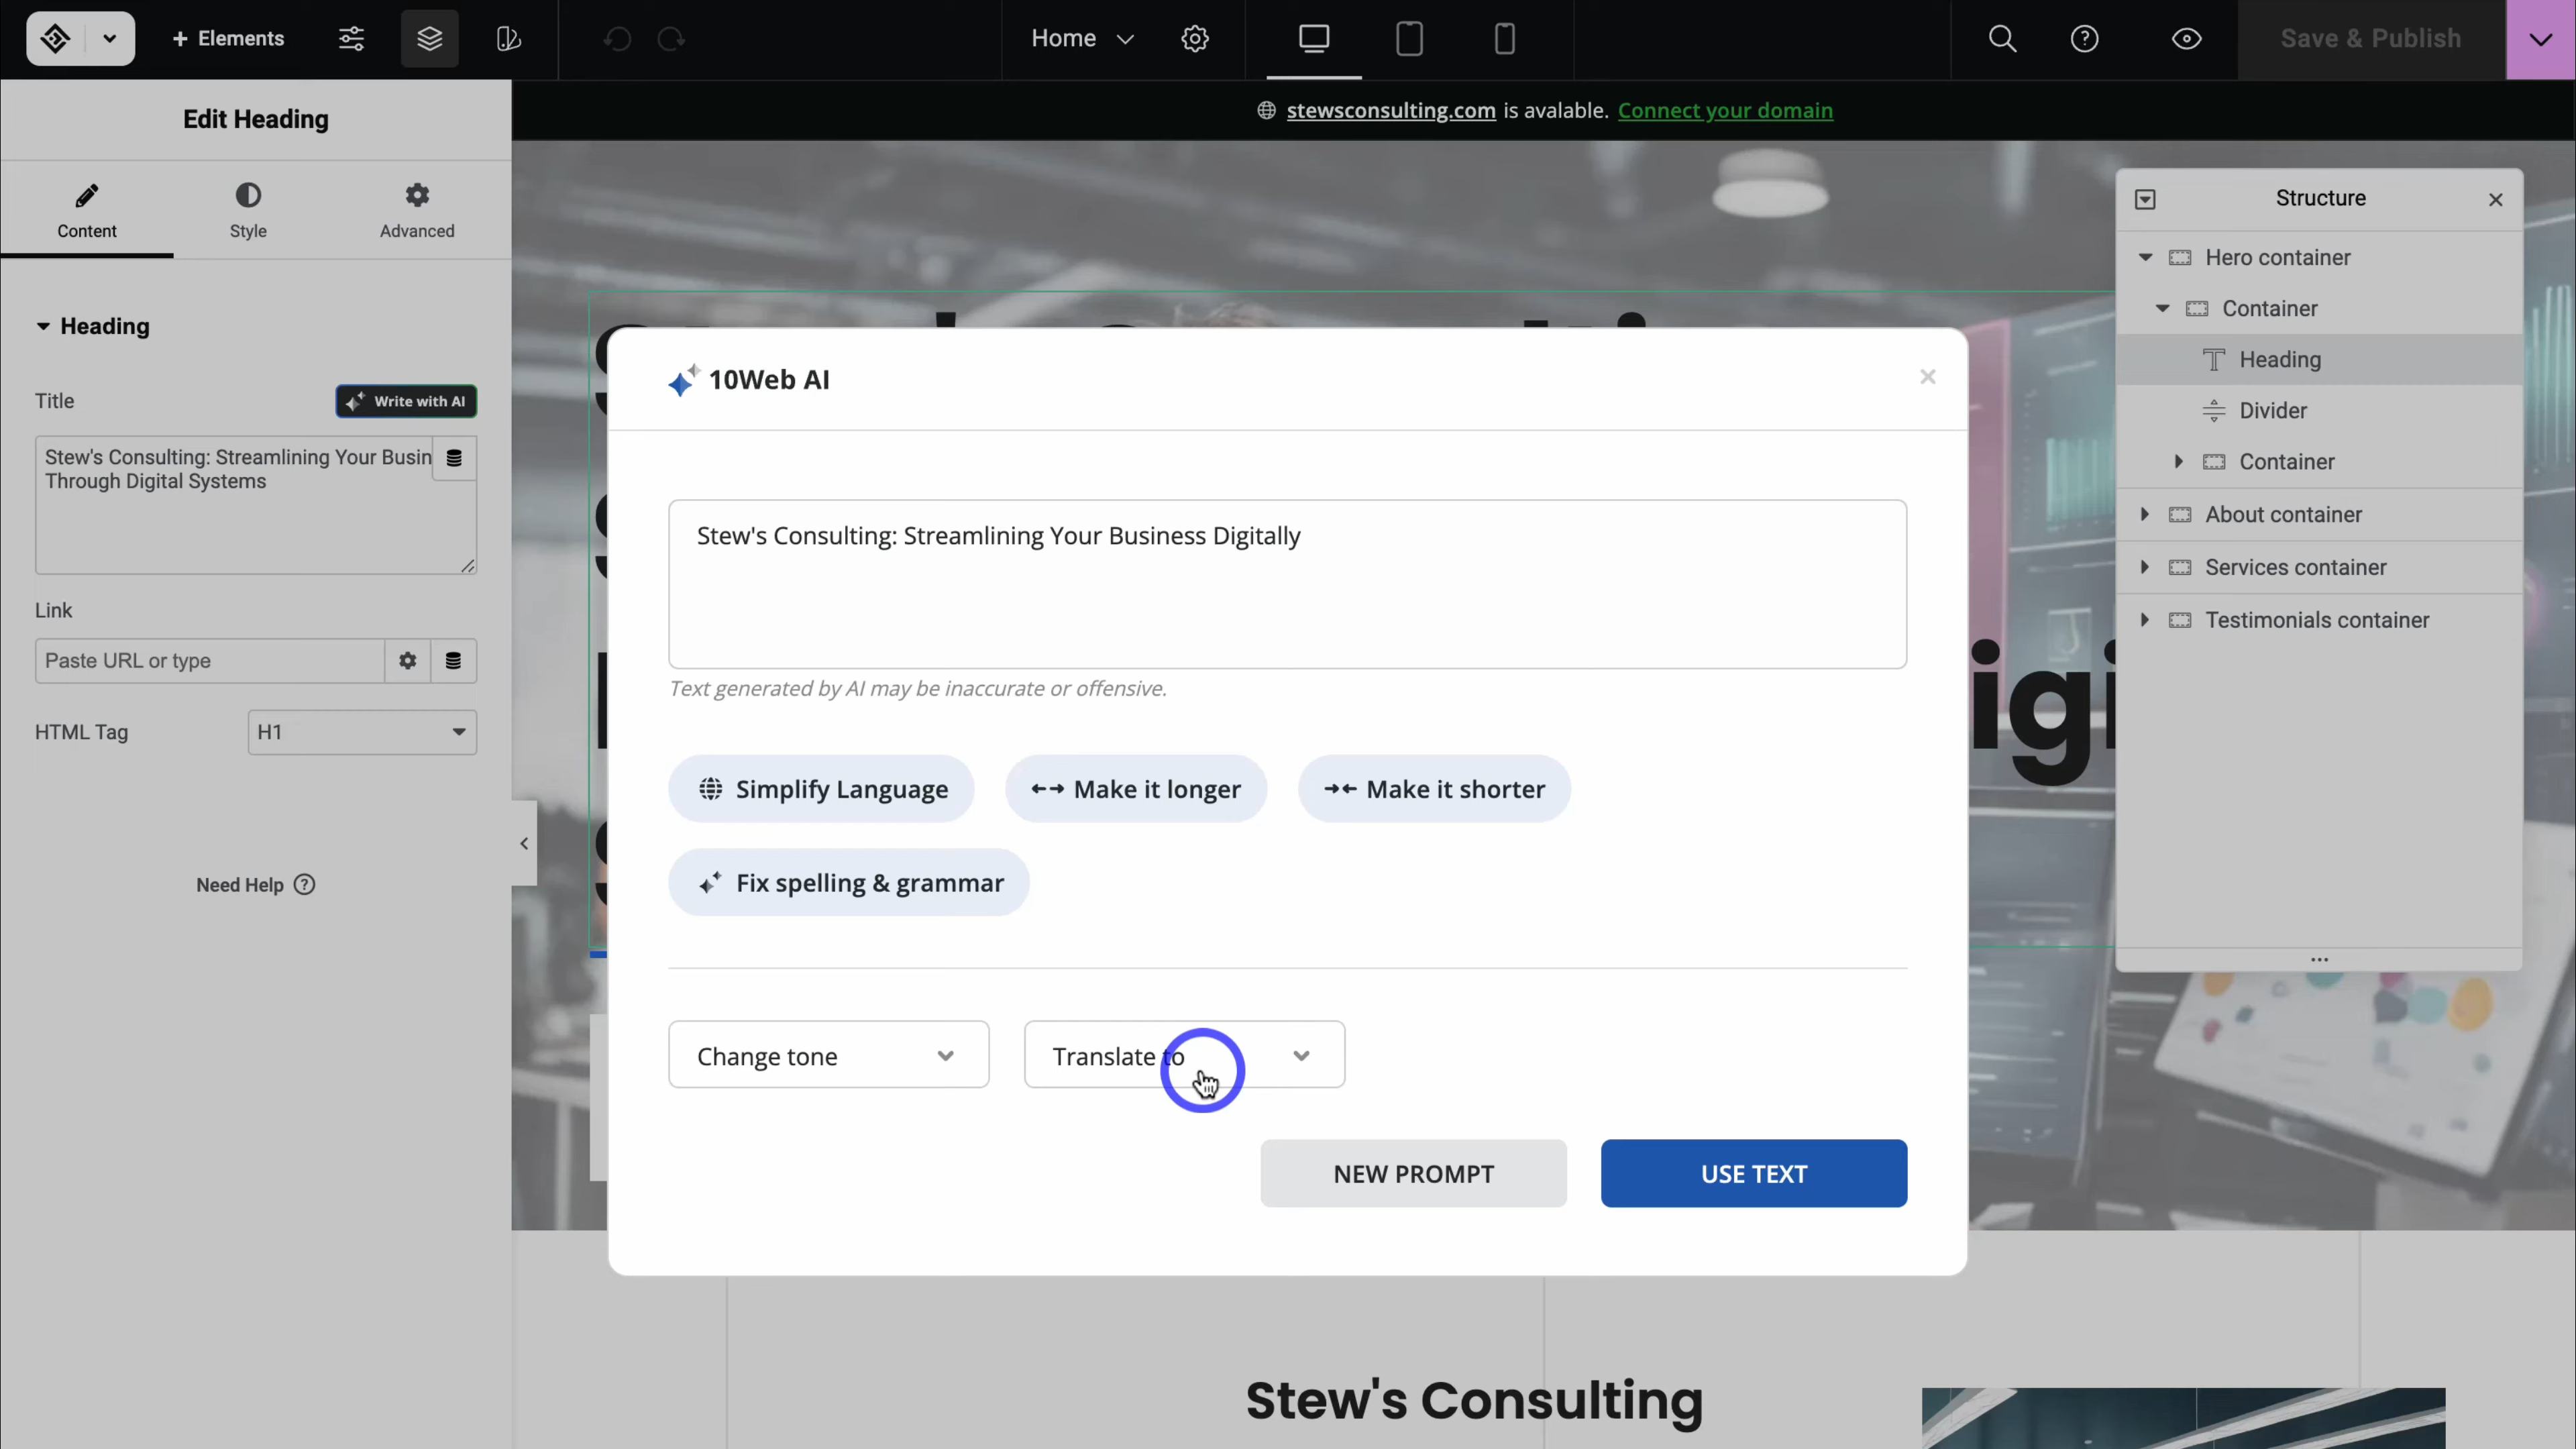 Elements
Home
Save & Publish
Edit Heading
stewsconsulting.com is avalable. Connect your domain
Content
Style
Advanced
Heading
Title
Write with AI
Stew's Consulting: Streamlining Your Busin
Through Digital Systems
Link
Paste URL or type
HTML Tag
H1
Need Help
10Web AI
Stew's Consulting: Streamlining Your Business Digitally
Text generated by AI may be inaccurate or offensive.
Simplify Language
Make it longer
Make it shorter
Fix spelling & grammar
Change tone
Translate to
NEW PROMPT
USE TEXT
Structure
Hero container
Container
Heading
Divider
Container
About container
Services container
Testimonials container
Stew's Consulting